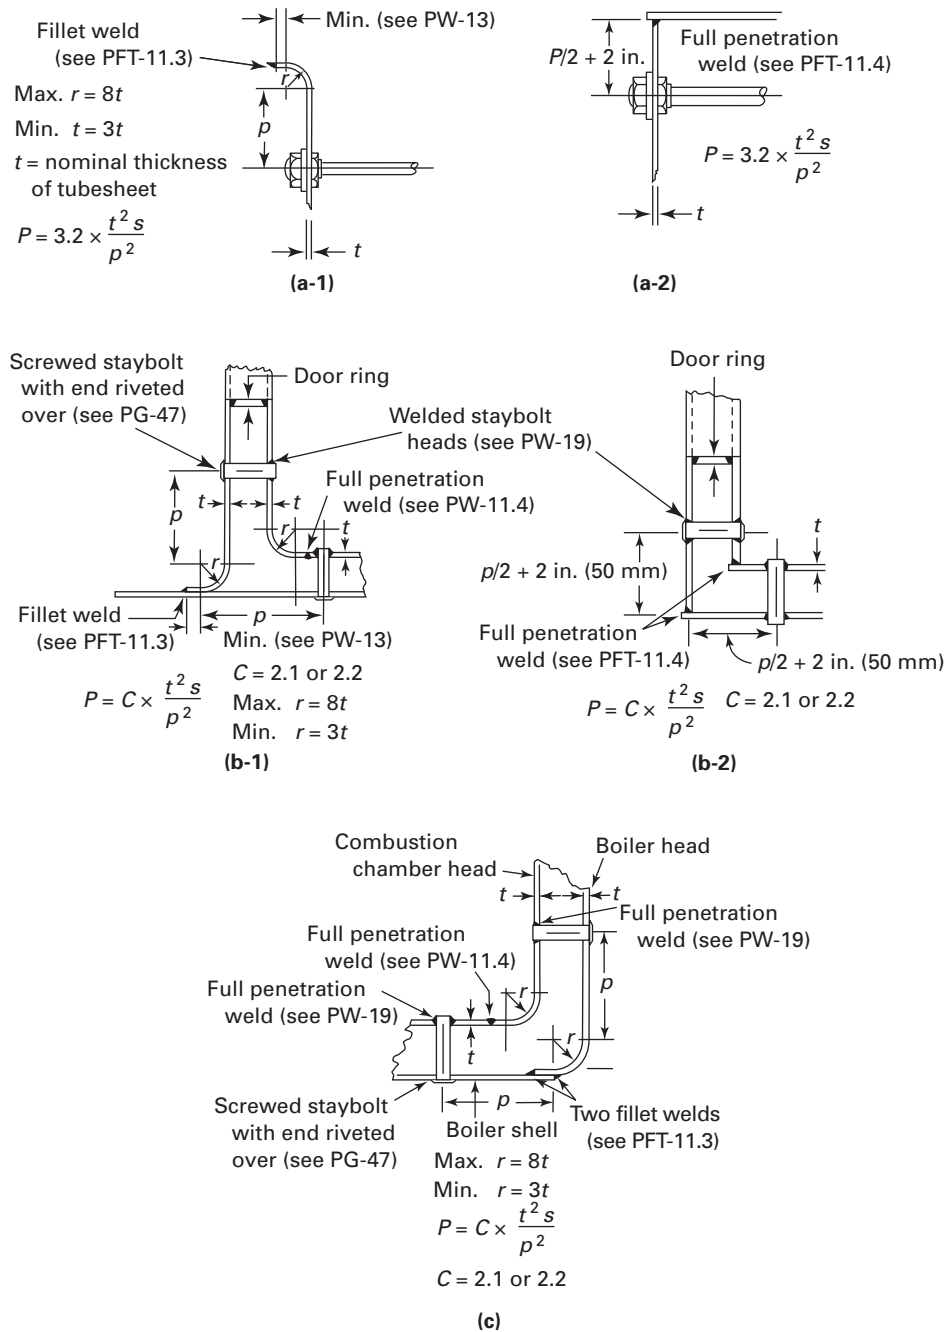 Min. (see PW-13)
Fillet weld
(see PFT-11.3)
r
Max. r = 8t
Min. t = 3t
p
t = nominal thickness
of tubesheet
P = 3.2 × t² s / p²
t
(a-1)
P/2 + 2 in.
Full penetration
weld (see PFT-11.4)
P = 3.2 × t² s / p²
t
(a-2)
Screwed staybolt
with end riveted
over (see PG-47)
Door ring
Welded staybolt
heads (see PW-19)
Full penetration
weld (see PW-11.4)
t
t
p
r
t
r
p
Fillet weld
(see PFT-11.3)
Min. (see PW-13)
C = 2.1 or 2.2
P = C × t² s / p²
Max. r = 8t
Min. r = 3t
(b-1)
Door ring
t
p/2 + 2 in. (50 mm)
Full penetration
weld (see PFT-11.4)
p/2 + 2 in. (50 mm)
P = C × t² s / p²
C = 2.1 or 2.2
(b-2)
Combustion
chamber head
Boiler head
t
t
Full penetration
weld (see PW-19)
Full penetration
weld (see PW-11.4)
Full penetration
weld (see PW-19)
r
p
t
r
p
Screwed staybolt
with end riveted
over (see PG-47)
Boiler shell
Two fillet welds
(see PFT-11.3)
Max. r = 8t
Min. r = 3t
P = C × t² s / p²
C = 2.1 or 2.2
(c)